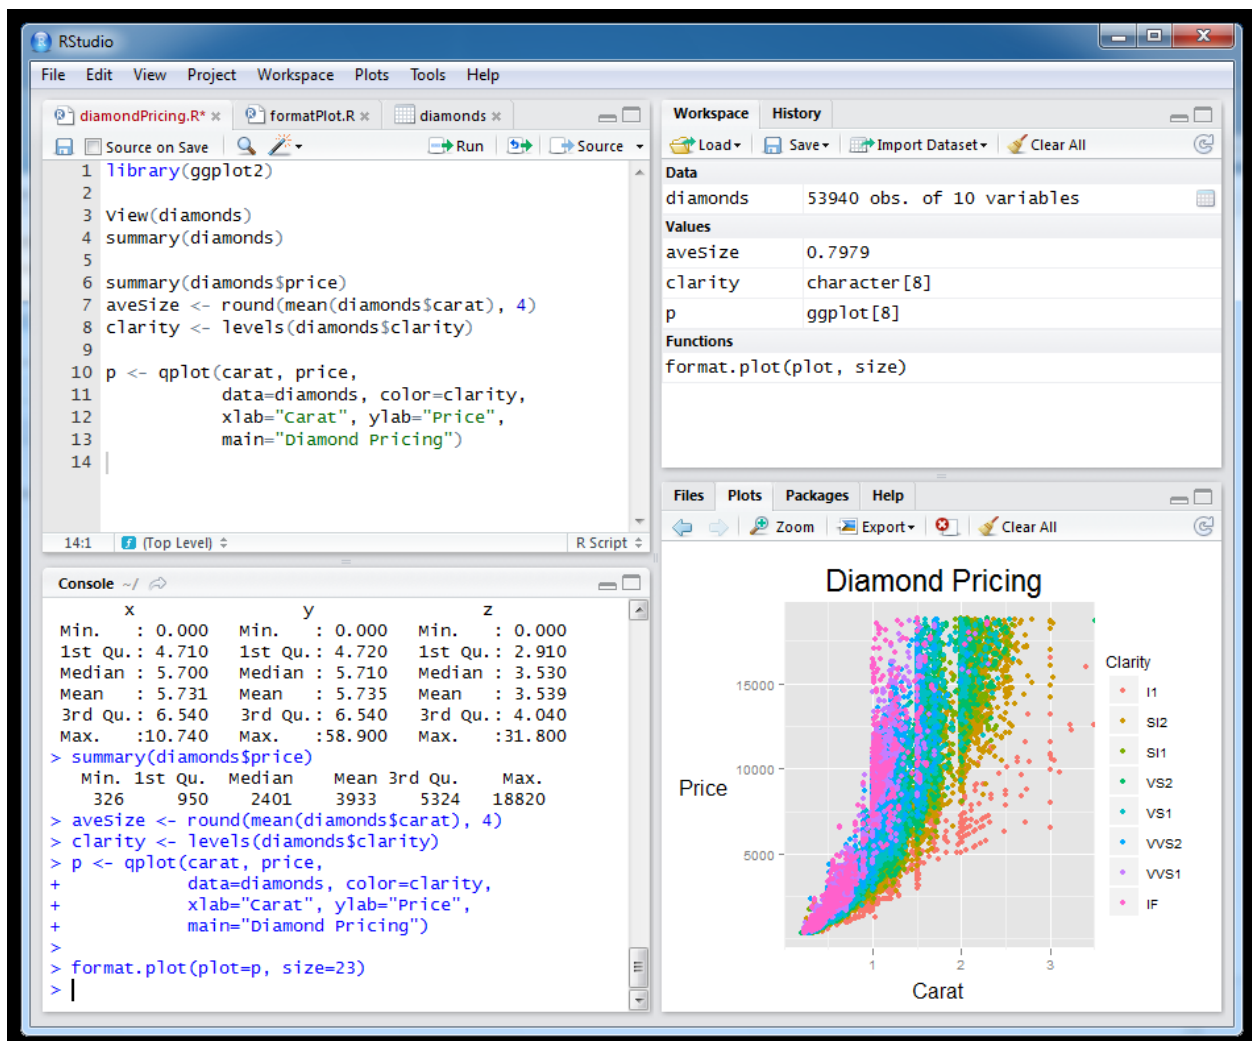 RStudio
File Edit View Project Workspace Plots Tools Help
diamondPricing.R* formatPlot.R diamonds
Source on Save Run Source
1 library(ggplot2)
2
3 View(diamonds)
4 summary(diamonds)
5
6 summary(diamonds$price)
7 aveSize <- round(mean(diamonds$carat), 4)
8 clarity <- levels(diamonds$clarity)
9
10 p <- qplot(carat, price,
11 data=diamonds, color=clarity,
12 xlab="Carat", ylab="Price",
13 main="Diamond Pricing")
14
14:1 (Top Level) R Script
Console ~/
x y z
Min. : 0.000 Min. : 0.000 Min. : 0.000
1st Qu.: 4.710 1st Qu.: 4.720 1st Qu.: 2.910
Median : 5.700 Median : 5.710 Median : 3.530
Mean : 5.731 Mean : 5.735 Mean : 3.539
3rd Qu.: 6.540 3rd Qu.: 6.540 3rd Qu.: 4.040
Max. :10.740 Max. :58.900 Max. :31.800
> summary(diamonds$price)
Min. 1st Qu. Median Mean 3rd Qu. Max.
326 950 2401 3933 5324 18820
> aveSize <- round(mean(diamonds$carat), 4)
> clarity <- levels(diamonds$clarity)
> p <- qplot(carat, price,
+ data=diamonds, color=clarity,
+ xlab="Carat", ylab="Price",
+ main="Diamond Pricing")
>
> format.plot(plot=p, size=23)
>
Workspace History
Load Save Import Dataset Clear All
Data
diamonds 53940 obs. of 10 variables
Values
aveSize 0.7979
clarity character[8]
p ggplot[8]
Functions
format.plot(plot, size)
Files Plots Packages Help
Zoom Export Clear All
Diamond Pricing
Price
15000
10000
5000
1 2 3
Carat
Clarity
I1
SI2
SI1
VS2
VS1
VVS2
VVS1
IF